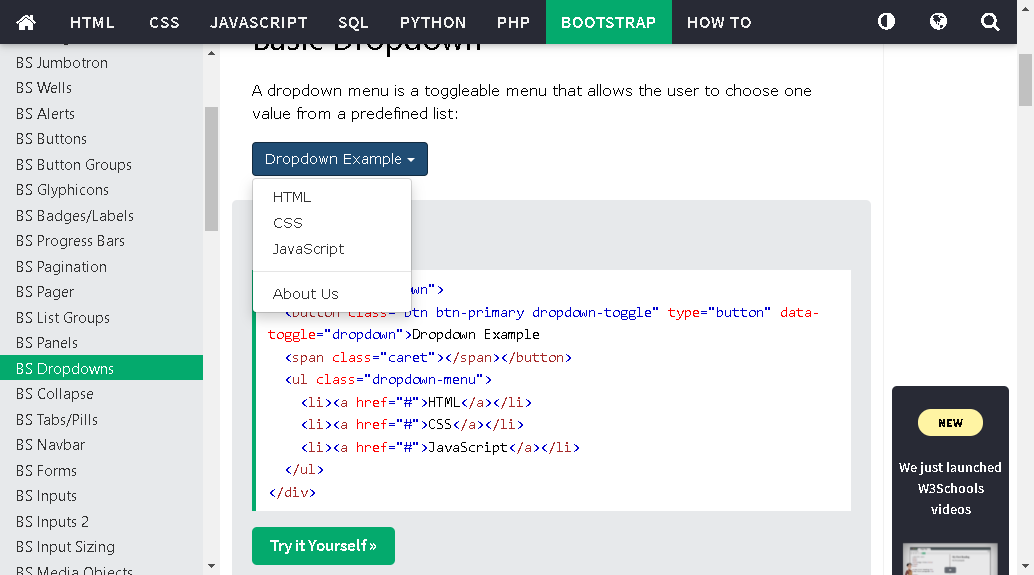 HTML CSS JAVASCRIPT SQL PYTHON PHP BOOTSTRAP HOW TO
BS Jumbotron
BS Wells
BS Alerts
BS Buttons
BS Button Groups
BS Glyphicons
BS Badges/Labels
BS Progress Bars
BS Pagination
BS Pager
BS List Groups
BS Panels
BS Dropdowns
BS Collapse
BS Tabs/Pills
BS Navbar
BS Forms
BS Inputs
BS Inputs 2
BS Input Sizing
BS Media Objects
Basic Dropdown
A dropdown menu is a toggleable menu that allows the user to choose one
value from a predefined list:
Dropdown Example
HTML
CSS
JavaScript
About Us
wn">
<button class="btn btn-primary dropdown-toggle" type="button" data-
toggle="dropdown">Dropdown Example
<span class="caret"></span></button>
<ul class="dropdown-menu">
<li><a href="#">HTML</a></li>
<li><a href="#">CSS</a></li>
<li><a href="#">JavaScript</a></li>
</ul>
</div>
Try it Yourself »
NEW
We just launched
W3Schools
videos